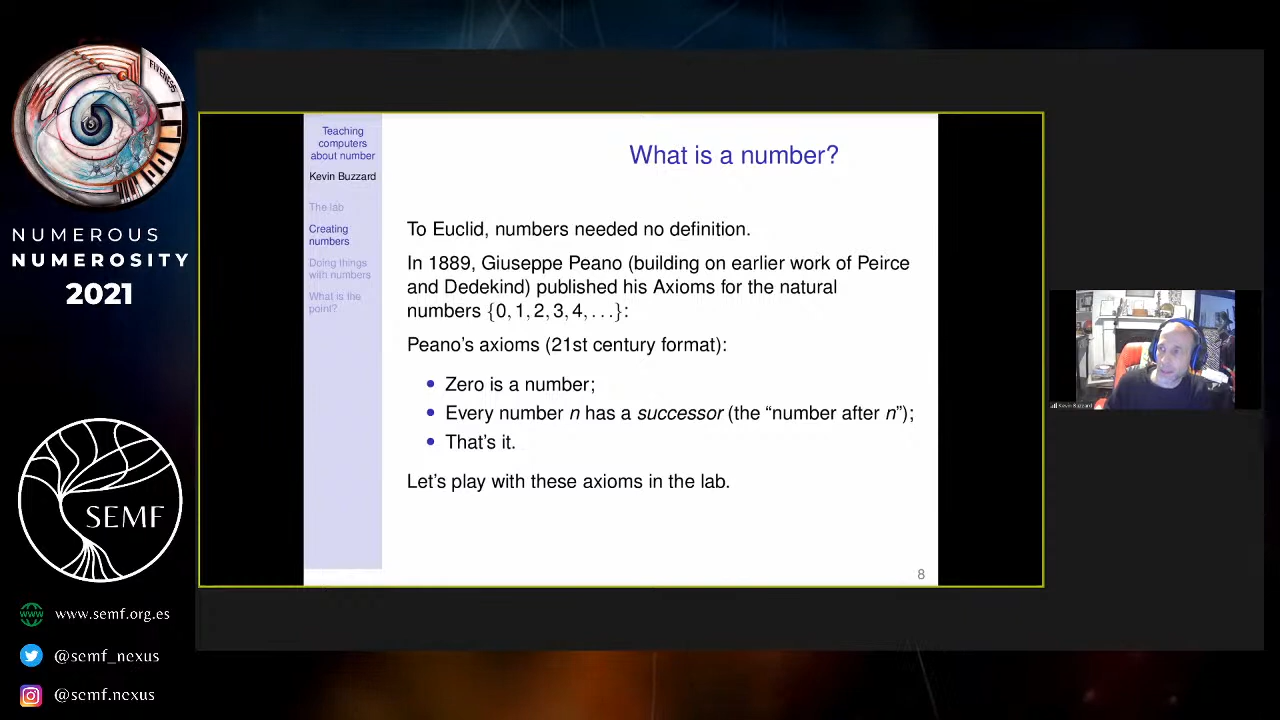 FIVENESS
NUMEROUS
NUMEROSITY
2021
SEMF
www.semf.org.es
@semf_nexus
@semf.nexus
Teaching
computers
about number
Kevin Buzzard
The lab
Creating
numbers
Doing things
with numbers
What is the
point?
What is a number?
To Euclid, numbers needed no definition.
In 1889, Giuseppe Peano (building on earlier work of Peirce
and Dedekind) published his Axioms for the natural
numbers {0, 1, 2, 3, 4, . . .}:
Peano's axioms (21st century format):
• Zero is a number;
• Every number n has a successor (the “number after n”);
• That's it.
Let's play with these axioms in the lab.
8
Kevin Buzzard